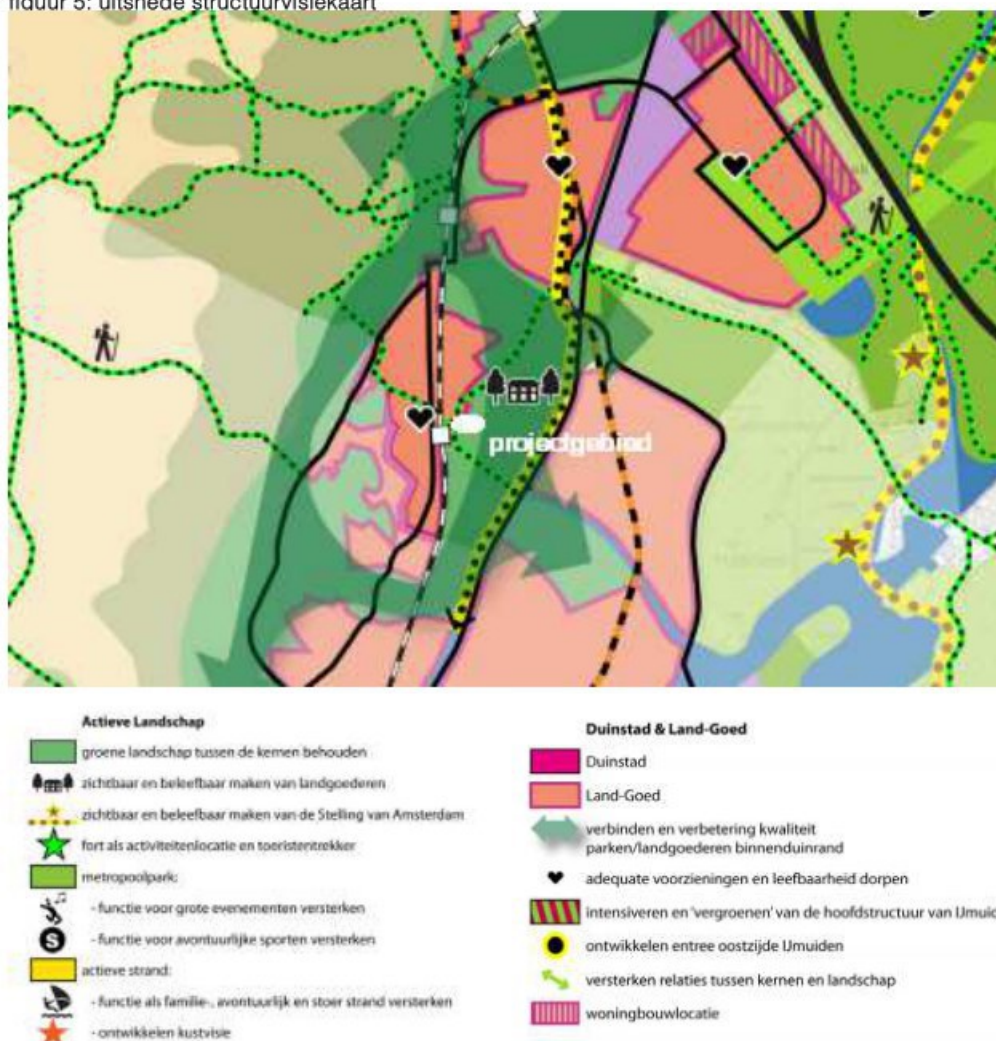 figuur 5: uitsnede structuurvisiekaart
projectgebied
Actieve Landschap
groene landschap tussen de kernen behouden
zichtbaar en beleefbaar maken van landgoederen
zichtbaar en beleefbaar maken van de Stelling van Amsterdam
fort als activiteitenlocatie en toeristentrekker
metropoolpark:
- functie voor grote evenementen versterken
S
- functie voor avontuurlijke sporten versterken
actieve strand:
- functie als familie-, avontuurlijk en stoer strand versterken
- ontwikkelen kustvisie
Duinstad & Land-Goed
Duinstad
Land-Goed
verbinden en verbetering kwaliteit
parken/landgoederen binnenduinrand
adequate voorzieningen en leefbaarheid dorpen
intensiveren en 'vergroenen' van de hoofdstructuur van IJmuid
ontwikkelen entree oostzijde IJmuiden
versterken relaties tussen kernen en landschap
woningbouwlocatie